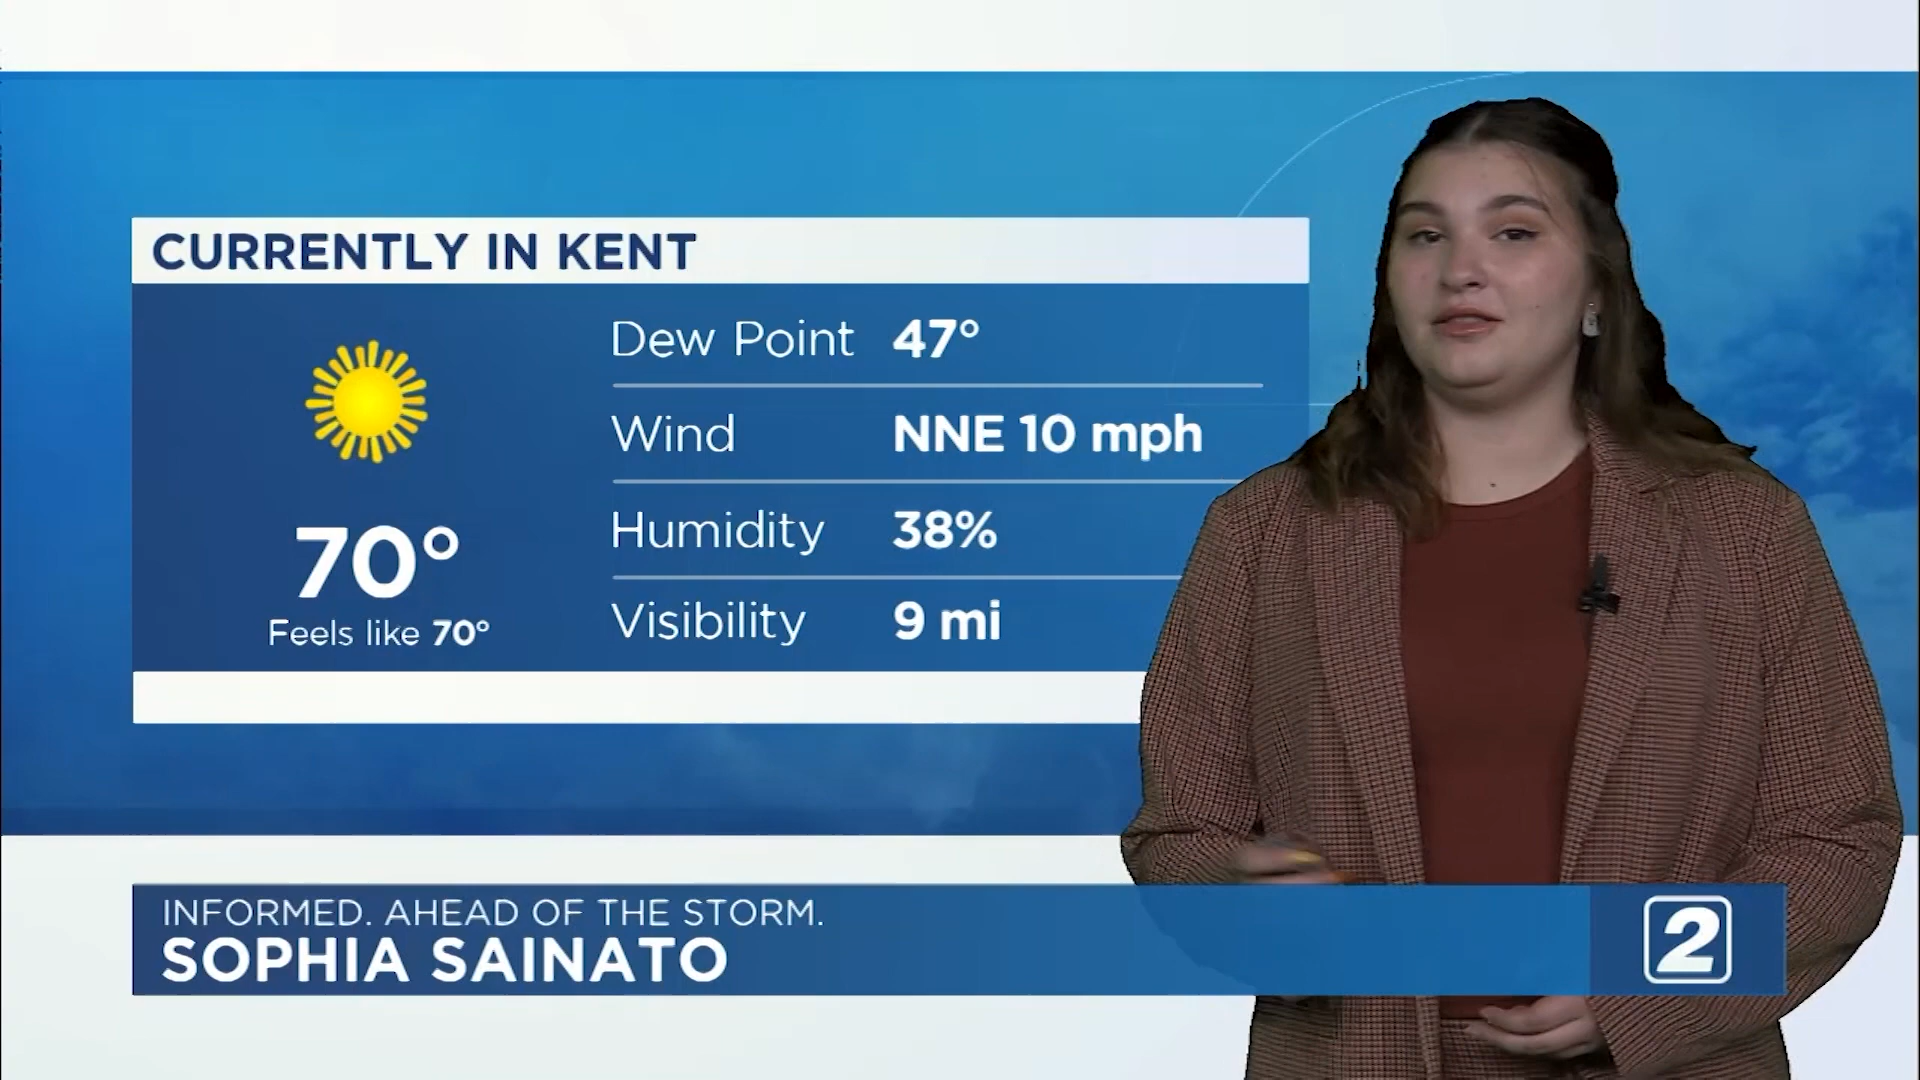 CURRENTLY IN KENT
70°
Feels like 70°
Dew Point 47°
Wind NNE 10 mph
Humidity 38%
Visibility 9 mi
INFORMED. AHEAD OF THE STORM.
SOPHIA SAINATO
2